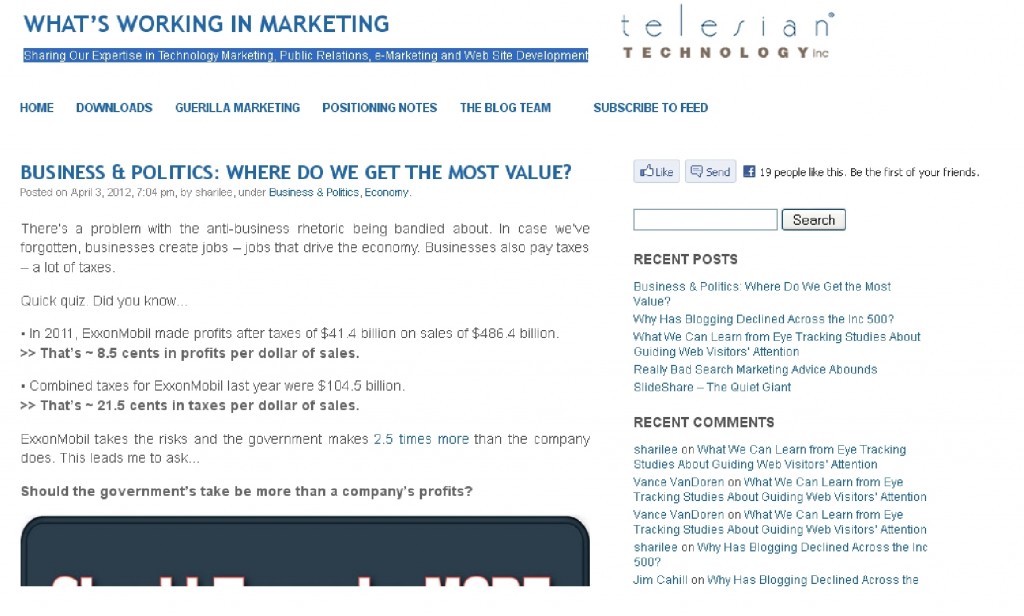 WHAT'S WORKING IN MARKETING
Sharing Our Expertise in Technology Marketing, Public Relations, e-Marketing and Web Site Development
telesian
TECHNOLOGY Inc
HOME DOWNLOADS GUERILLA MARKETING POSITIONING NOTES THE BLOG TEAM SUBSCRIBE TO FEED
BUSINESS & POLITICS: WHERE DO WE GET THE MOST VALUE?
Posted on April 3, 2012, 7:04 pm, by sharilee, under Business & Politics, Economy.
There's a problem with the anti-business rhetoric being bandied about. In case we've
forgotten, businesses create jobs – jobs that drive the economy. Businesses also pay taxes
– a lot of taxes.
Quick quiz. Did you know...
• In 2011, ExxonMobil made profits after taxes of $41.4 billion on sales of $486.4 billion.
>> That's ~ 8.5 cents in profits per dollar of sales.
• Combined taxes for ExxonMobil last year were $104.5 billion.
>> That's ~ 21.5 cents in taxes per dollar of sales.
ExxonMobil takes the risks and the government makes 2.5 times more than the company
does. This leads me to ask...
Should the government's take be more than a company's profits?
Like Send 19 people like this. Be the first of your friends.
Search
RECENT POSTS
Business & Politics: Where Do We Get the Most
Value?
Why Has Blogging Declined Across the Inc 500?
What We Can Learn from Eye Tracking Studies About
Guiding Web Visitors' Attention
Really Bad Search Marketing Advice Abounds
SlideShare – The Quiet Giant
RECENT COMMENTS
sharilee on What We Can Learn from Eye Tracking
Studies About Guiding Web Visitors' Attention
Vance VanDoren on What We Can Learn from Eye
Tracking Studies About Guiding Web Visitors' Attention
Vance VanDoren on What We Can Learn from Eye
Tracking Studies About Guiding Web Visitors' Attention
sharilee on Why Has Blogging Declined Across the Inc
500?
Jim Cahill on Why Has Blogging Declined Across the